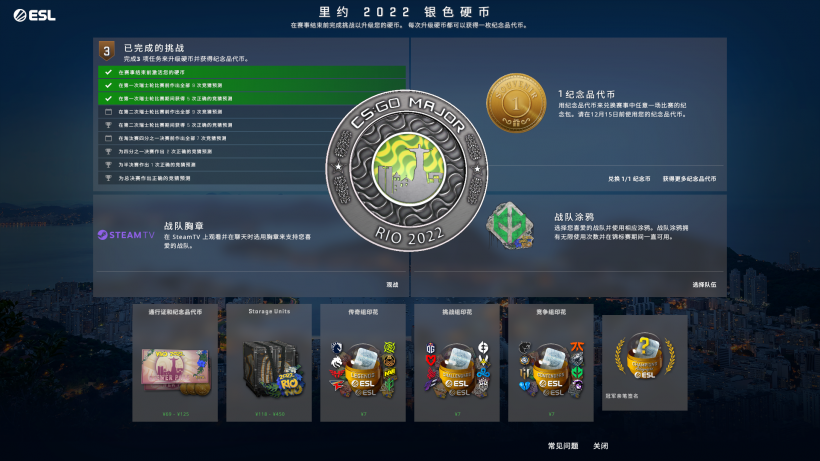 ESL
里约 2022 银色硬币
在赛事结束前完成挑战以升级您的硬币。 每次升级硬币都可以获得一枚纪念品代币。
3
已完成的挑战
完成3 项任务来升级硬币并获得纪念品代币。
在赛事结束前激活您的硬币
在第一次瑞士轮比赛前作出全部 9 次竞猜预测
在第一次瑞士轮比赛期间获得 5 次正确的竞猜预测
在第二次瑞士轮比赛前作出全部 9 次竞猜预测
在第二次瑞士轮比赛期间获得 5 次正确的竞猜预测
在淘汰赛四分之一决赛前作出全部 7 次竞猜预测
为四分之一决赛作出 2 次正确的竞猜预测
为半决赛作出 1 次正确的竞猜预测
为总决赛作出正确的竞猜预测
CSGO MAJOR
RIO 2022
SOUVENIR
1
1 纪念品代币
用纪念品代币来兑换赛事中任意一场比赛的纪
念包。请在12月15日前使用您的纪念品代币。
兑换 1/1 纪念币
获得更多纪念品代币
STEAMTV
战队胸章
在 SteamTV 上观看并在聊天时选用胸章来支持您喜
爱的战队。
观战
战队涂鸦
选择您喜爱的战队并使用相应涂鸦。战队涂鸦拥
有无限使用次数并在锦标赛期间一直可用。
选择队伍
通行证和纪念品代币
¥69 - ¥125
Storage Units
¥118 - ¥450
传奇组印花
ESL
¥7
挑战组印花
ESL
¥7
竞争组印花
ESL
¥7
?
ESL
冠军亲笔签名
常见问题
关闭